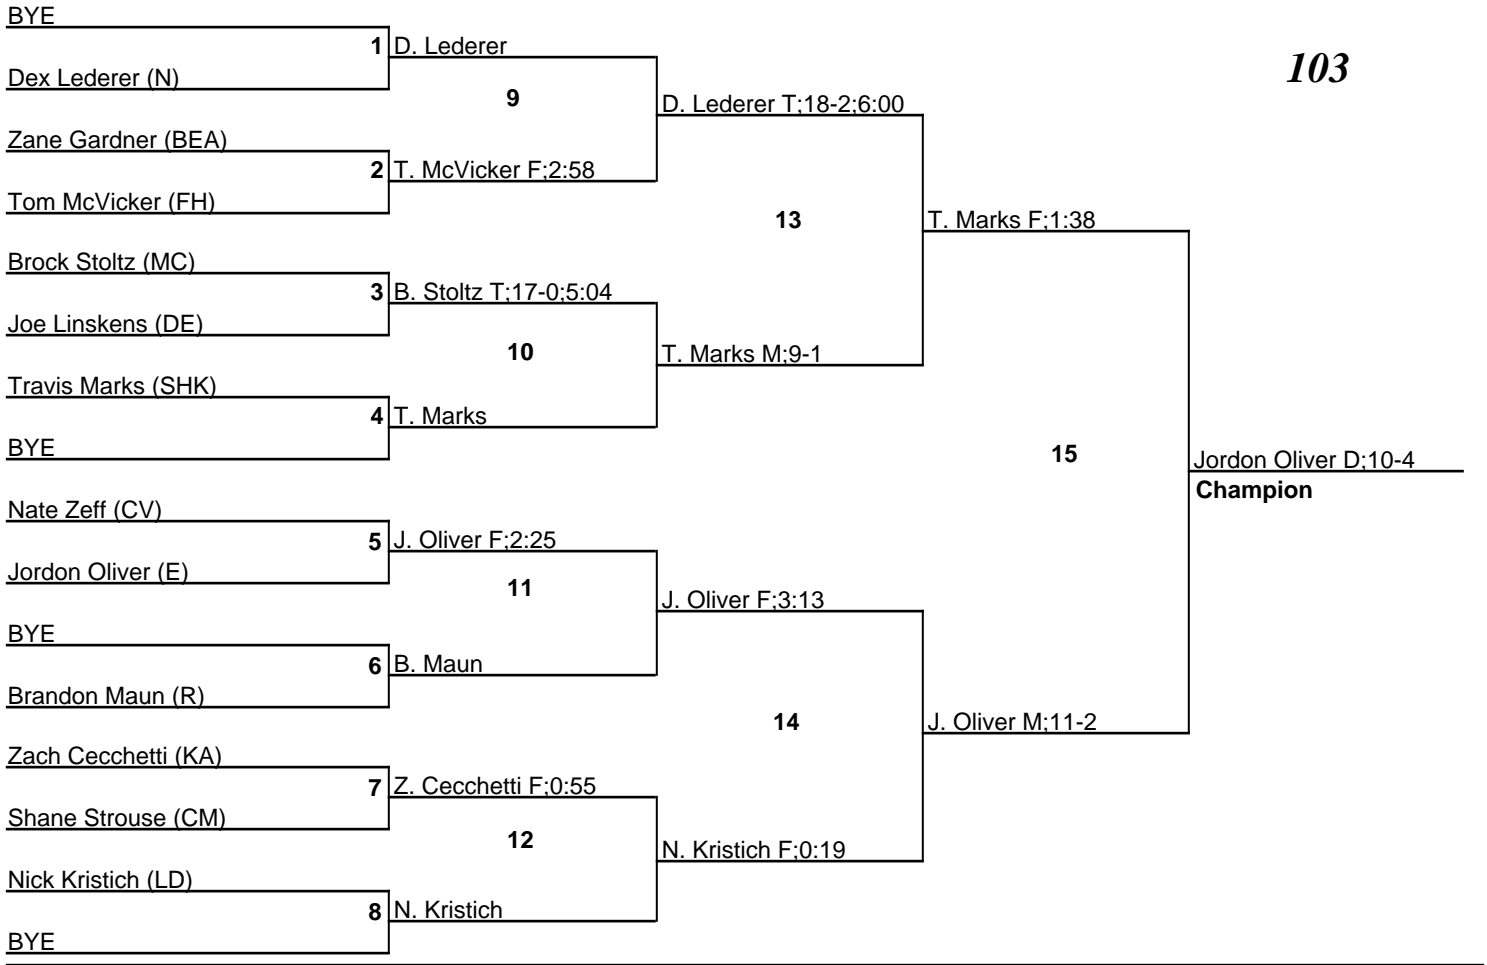 BYE
1 D. Lederer
Dex Lederer (N)
103
9
D. Lederer T;18-2;6:00
Zane Gardner (BEA)
2 T. McVicker F;2:58
Tom McVicker (FH)
13
T. Marks F;1:38
Brock Stoltz (MC)
3 B. Stoltz T;17-0;5:04
Joe Linskens (DE)
10
T. Marks M;9-1
Travis Marks (SHK)
4 T. Marks
BYE
15
Jordon Oliver D;10-4
Champion
Nate Zeff (CV)
5 J. Oliver F;2:25
Jordon Oliver (E)
11
J. Oliver F;3:13
BYE
6 B. Maun
Brandon Maun (R)
14
J. Oliver M;11-2
Zach Cecchetti (KA)
7 Z. Cecchetti F;0:55
Shane Strouse (CM)
12
N. Kristich F;0:19
Nick Kristich (LD)
8 N. Kristich
BYE